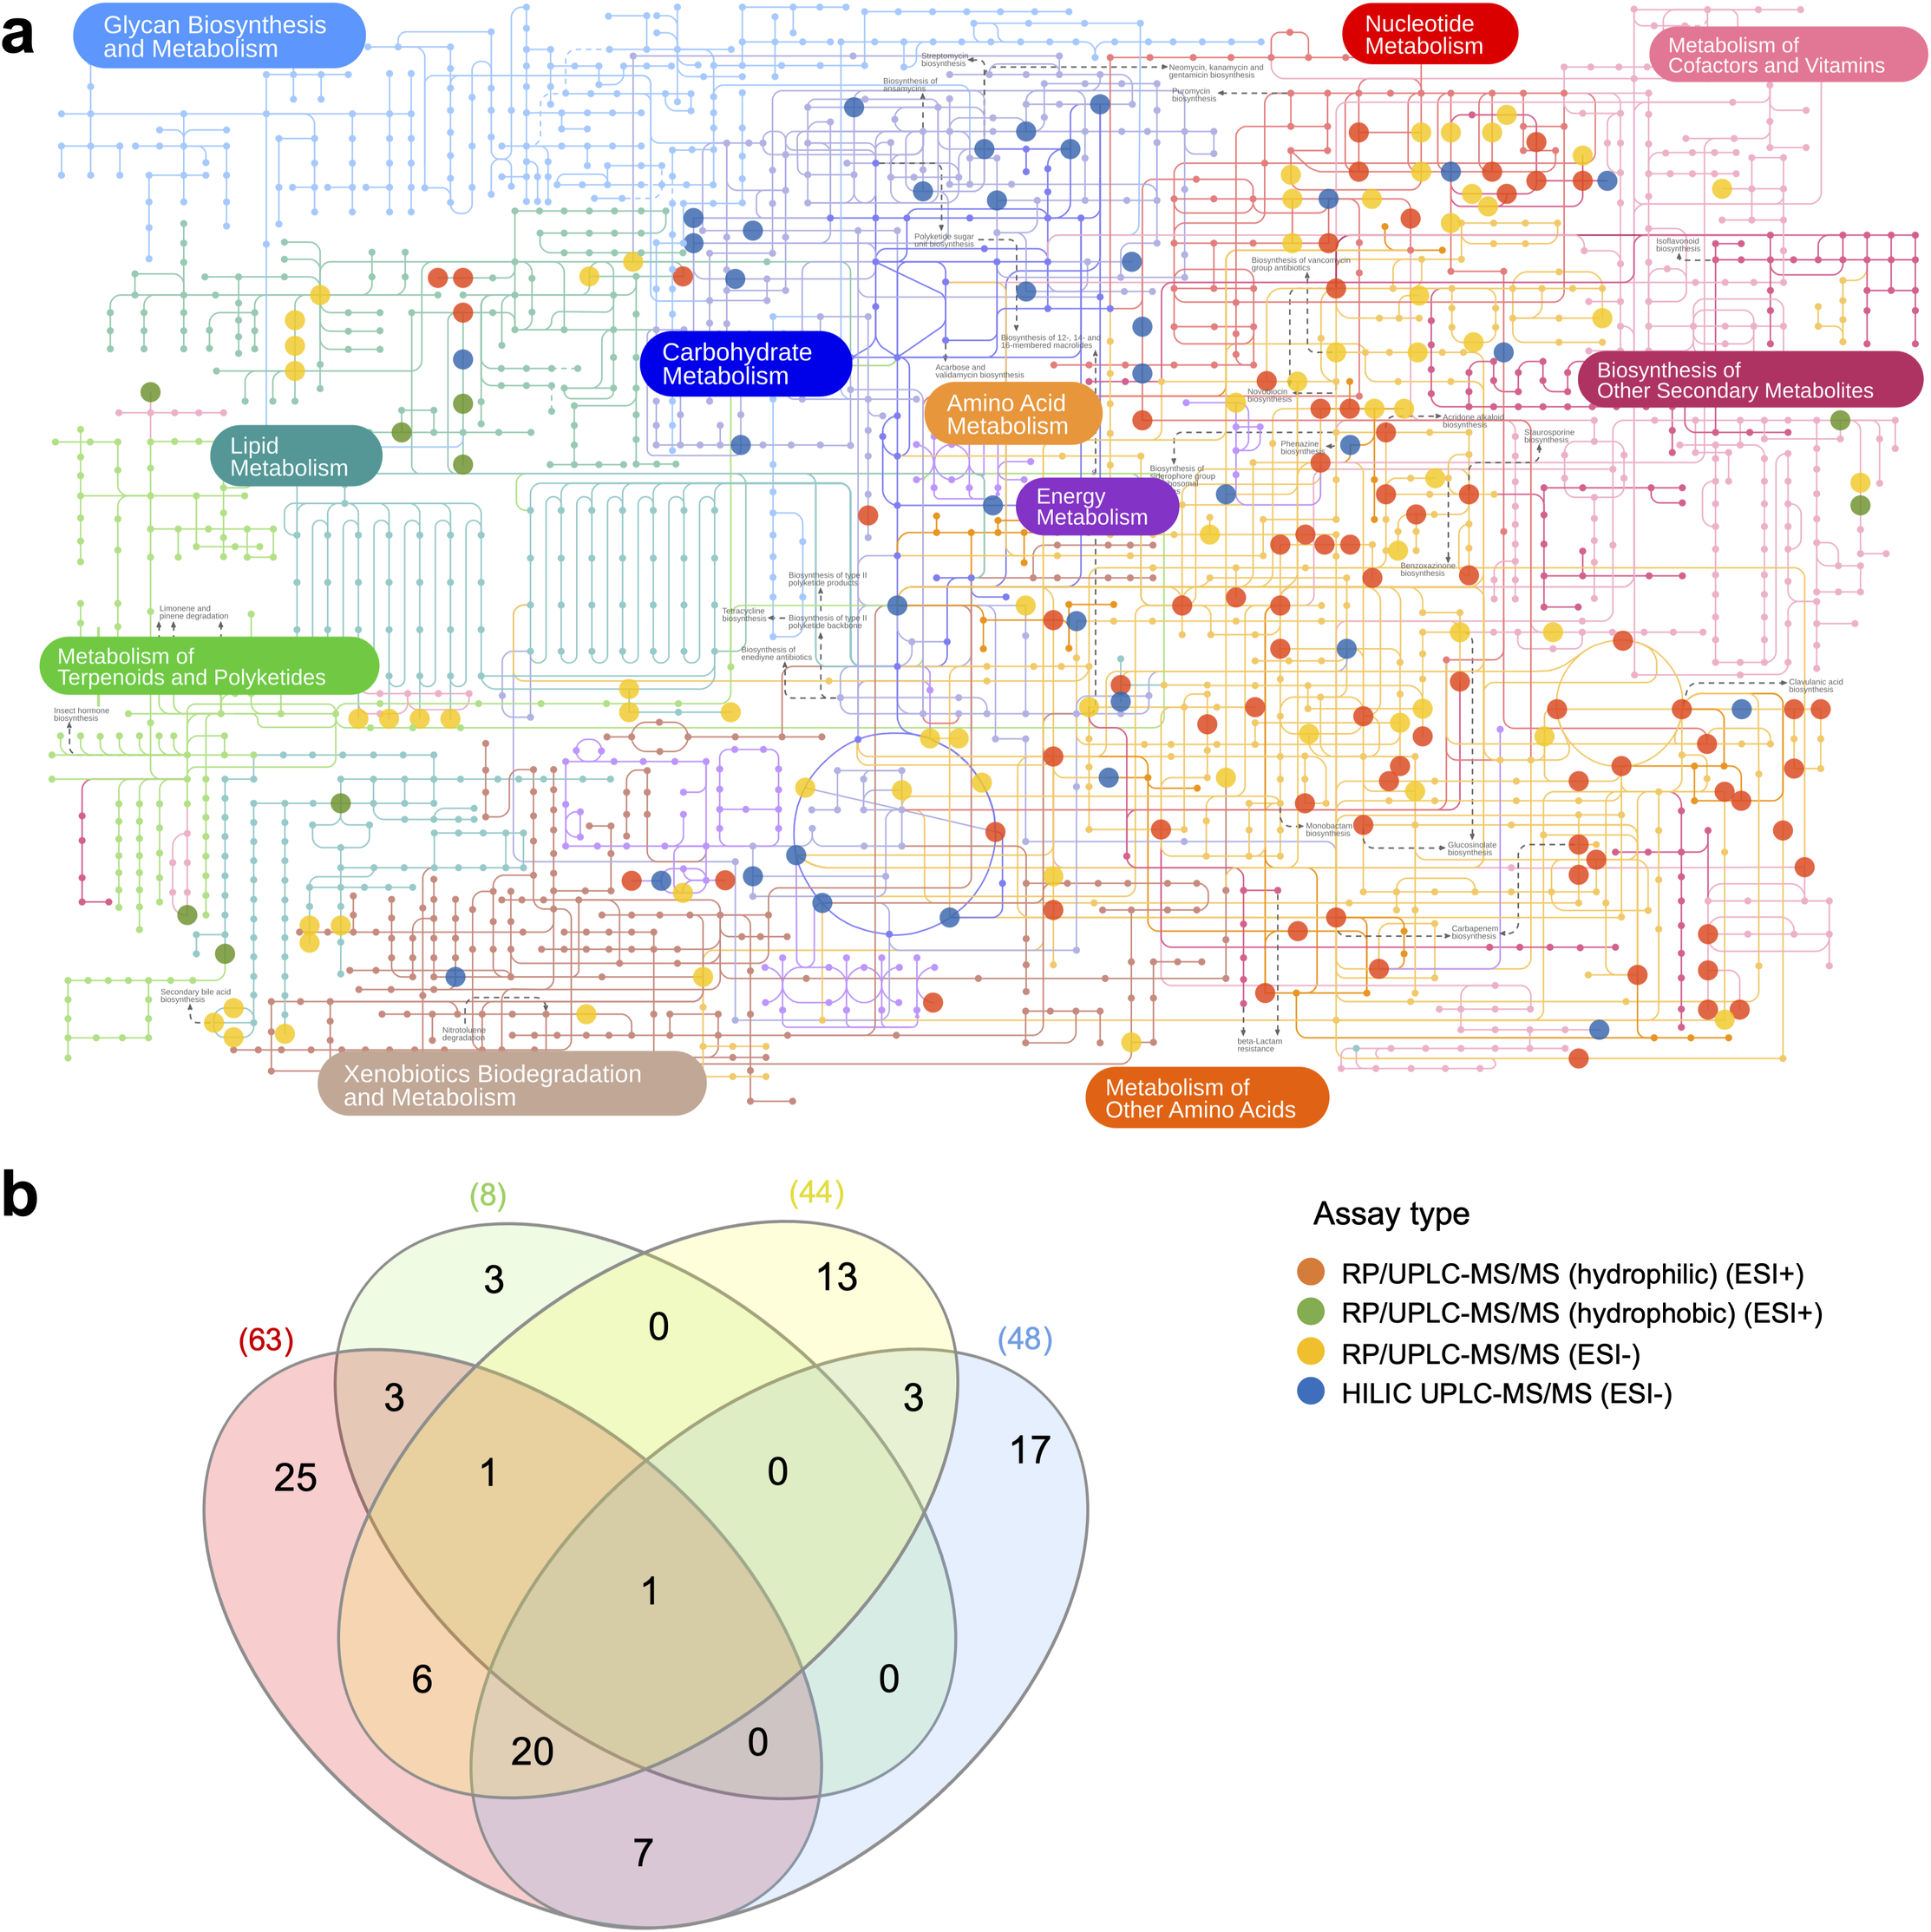 a
Glycan Biosynthesis
and Metabolism
Nucleotide
Metabolism
Metabolism of
Cofactors and Vitamins
Streptomycin
biosynthesis
Neomycin, kanamycin and
gentamicin biosynthesis
Biosynthesis of
ansamycins
Puromycin
biosynthesis
Polyketide sugar
unit biosynthesis
Isoflavonoid
biosynthesis
Biosynthesis of vancomycin
group antibiotics
Biosynthesis of 12-, 14- and
16-membered macrolides
Carbohydrate
Metabolism
Acarbose and
validamycin biosynthesis
Biosynthesis of
Other Secondary Metabolites
Amino Acid
Metabolism
Novobiocin
biosynthesis
Acridone alkaloid
biosynthesis
Staurosporine
biosynthesis
Phenazine
biosynthesis
Lipid
Metabolism
Biosynthesis of
siderophore group
Energy
Metabolism
Benzoxazinone
biosynthesis
Biosynthesis of type II
polyketide products
Limonene and
pinene degradation
Tetracycline
biosynthesis
Biosynthesis of type II
polyketide backbone
Biosynthesis of
enediyne antibiotics
Metabolism of
Terpenoids and Polyketides
Clavulanic acid
biosynthesis
Insect hormone
biosynthesis
Monobactam
biosynthesis
Glucosinolate
biosynthesis
Carbapenem
biosynthesis
Secondary bile acid
biosynthesis
Nitrotoluene
degradation
beta-Lactam
resistance
Xenobiotics Biodegradation
and Metabolism
Metabolism of
Other Amino Acids
b
(8)
(44)
(63)
(48)
3
13
0
3
3
25
1
0
17
1
6
0
20
0
7
Assay type
RP/UPLC-MS/MS (hydrophilic) (ESI+)
RP/UPLC-MS/MS (hydrophobic) (ESI+)
RP/UPLC-MS/MS (ESI-)
HILIC UPLC-MS/MS (ESI-)